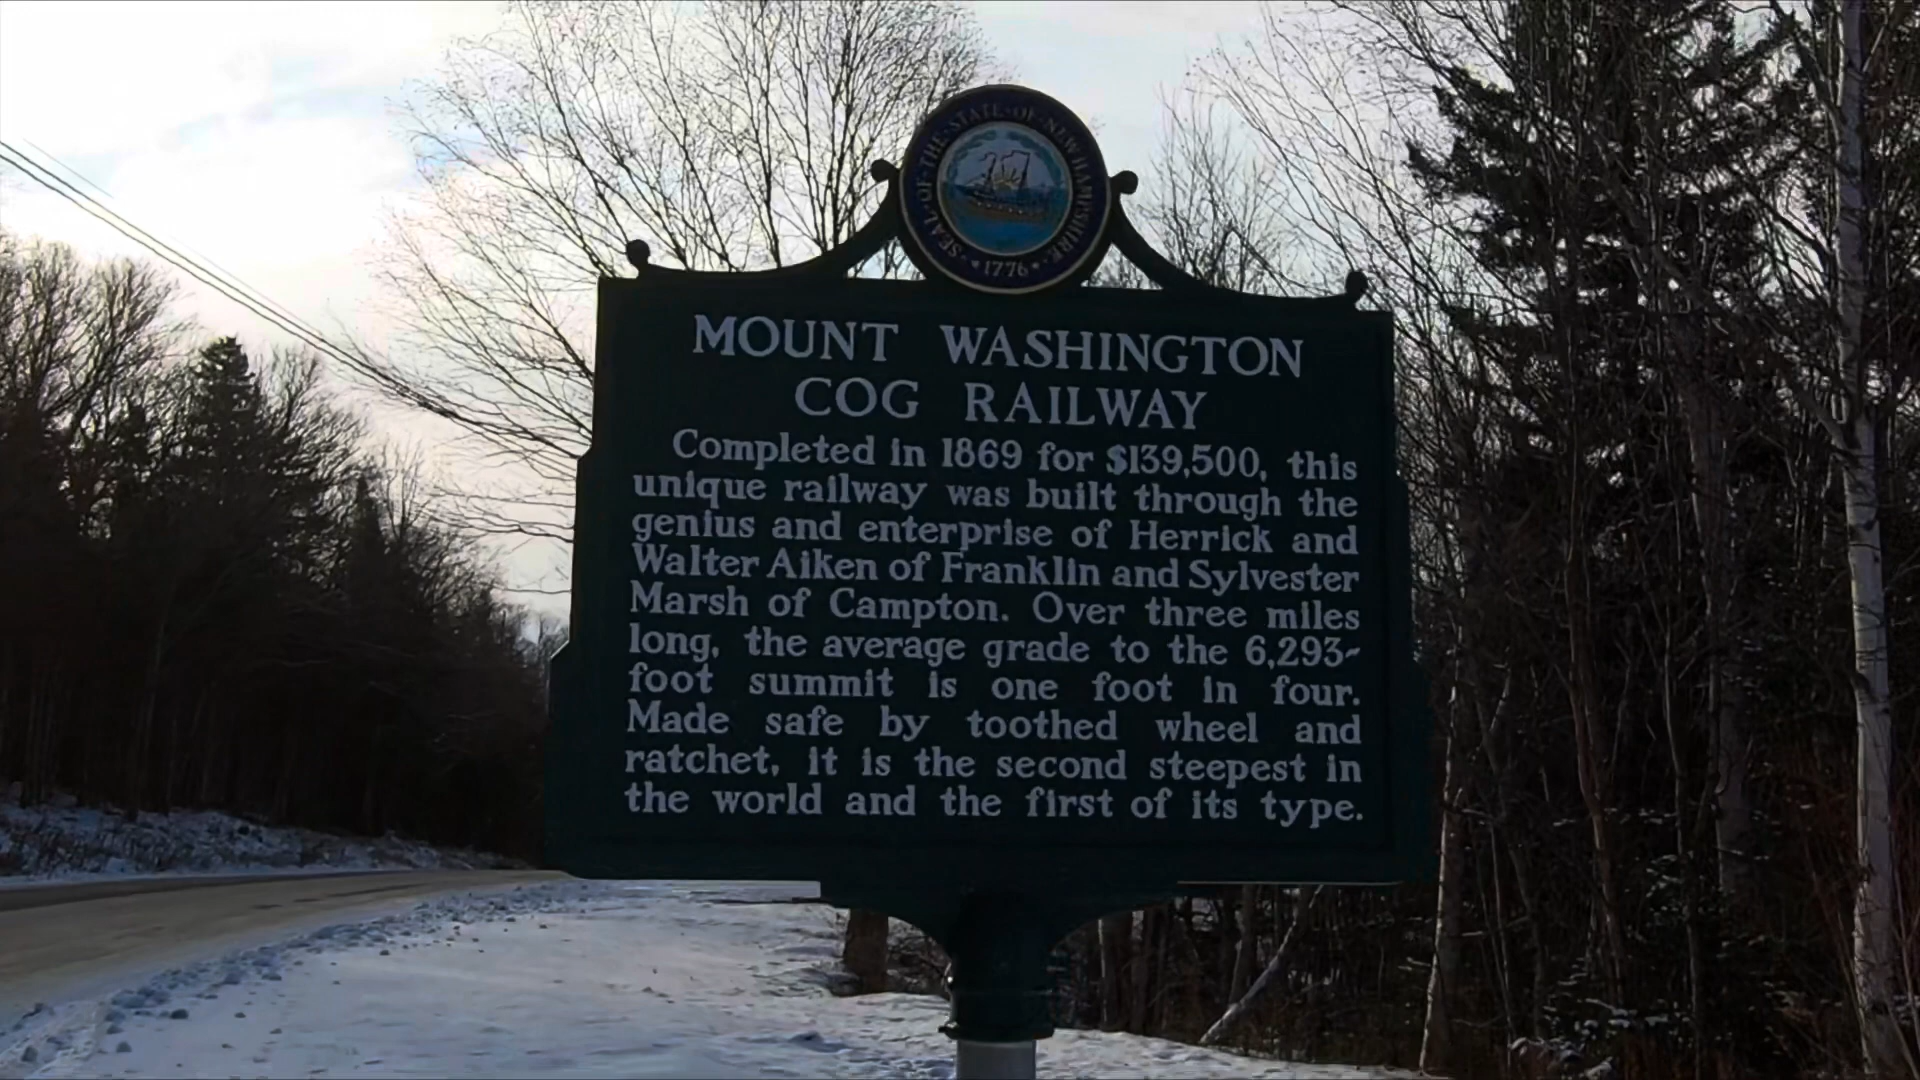 SEAL·OF·THE·STATE·OF·NEW HAMPSHIRE·
★1776★
MOUNT WASHINGTON
COG RAILWAY
Completed in 1869 for $139,500, this
unique railway was built through the
genius and enterprise of Herrick and
Walter Aiken of Franklin and Sylvester
Marsh of Campton. Over three miles
long, the average grade to the 6,293-
foot summit is one foot in four.
Made safe by toothed wheel and
ratchet, it is the second steepest in
the world and the first of its type.